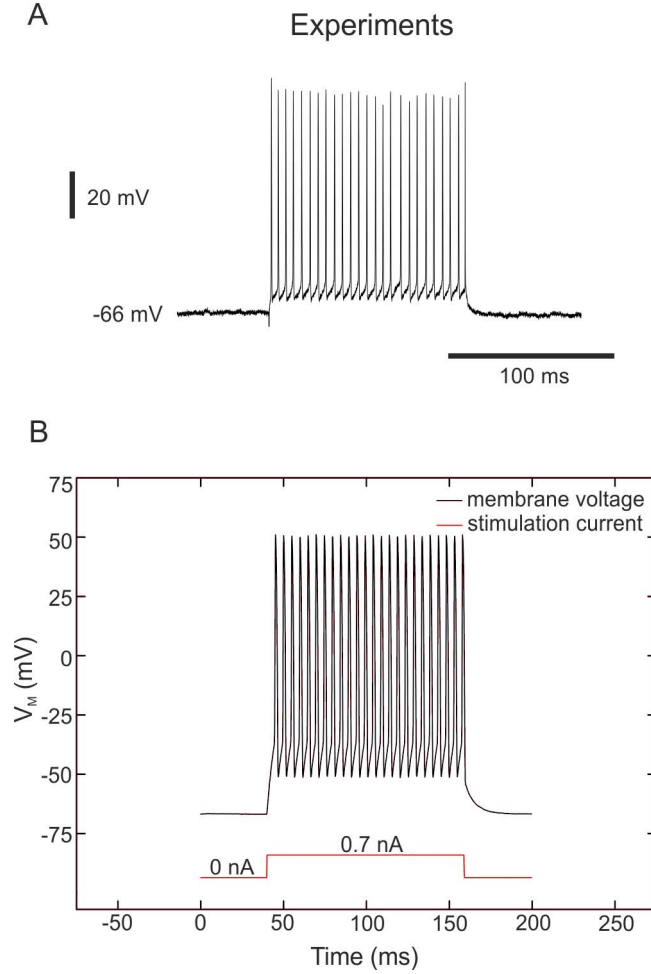 A
Experiments
20 mV
-66 mV
100 ms
B
75
50
25
0
-25
-50
-75
V_M (mV)
membrane voltage
stimulation current
0 nA
0.7 nA
-50
0
50
100
150
200
250
Time (ms)